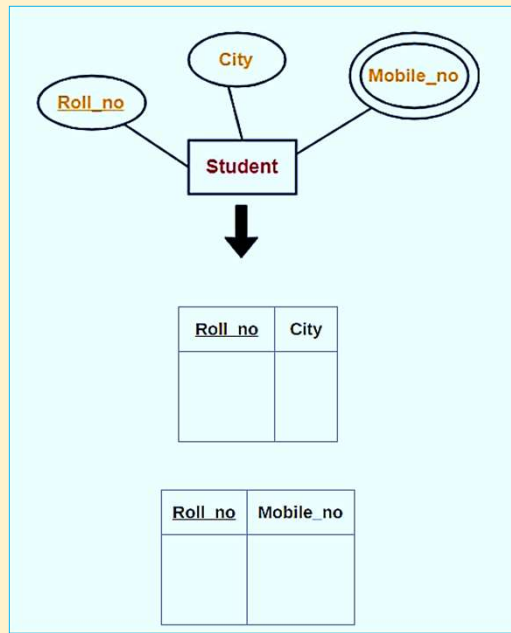 City
Mobile_no
Roll_no
Student
Roll_no City
Roll_no Mobile_no